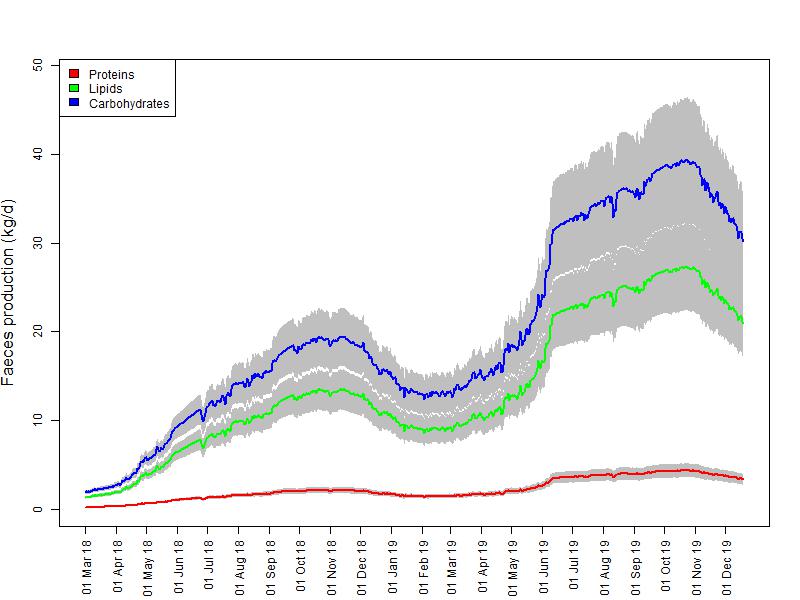 Proteins
Lipids
Carbohydrates
Faeces production (kg/d)
50
40
30
20
10
0
01 Mar 18
01 Apr 18
01 May 18
01 Jun 18
01 Jul 18
01 Aug 18
01 Sep 18
01 Oct 18
01 Nov 18
01 Dec 18
01 Jan 19
01 Feb 19
01 Mar 19
01 Apr 19
01 May 19
01 Jun 19
01 Jul 19
01 Aug 19
01 Sep 19
01 Oct 19
01 Nov 19
01 Dec 19